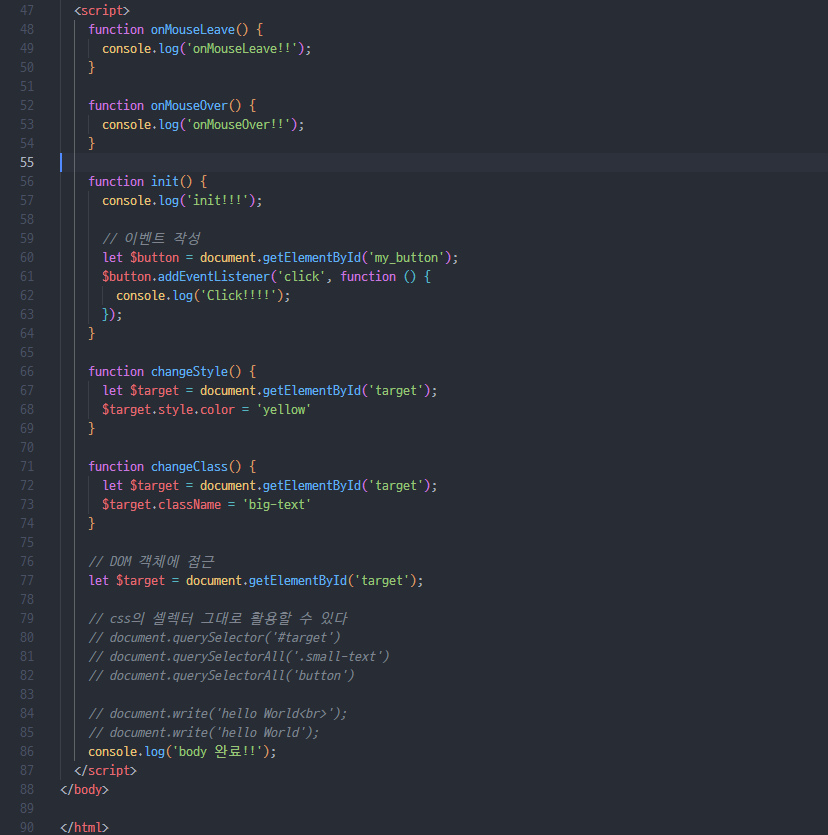 47 <script>
48 function onMouseLeave() {
49 console.log('onMouseLeave!!');
50 }
51
52 function onMouseOver() {
53 console.log('onMouseOver!!');
54 }
55
56 function init() {
57 console.log('init!!!');
58
59 // 이벤트 작성
60 let $button = document.getElementById('my_button');
61 $button.addEventListener('click', function () {
62 console.log('Click!!!!');
63 });
64 }
65
66 function changeStyle() {
67 let $target = document.getElementById('target');
68 $target.style.color = 'yellow'
69 }
70
71 function changeClass() {
72 let $target = document.getElementById('target');
73 $target.className = 'big-text'
74 }
75
76 // DOM 객체에 접근
77 let $target = document.getElementById('target');
78
79 // css의 셀렉터 그대로 활용할 수 있다
80 // document.querySelector('#target')
81 // document.querySelectorAll('.small-text')
82 // document.querySelectorAll('button')
83
84 // document.write('hello World<br>');
85 // document.write('hello World');
86 console.log('body 완료!!');
87 </script>
88 </body>
89
90 </html>